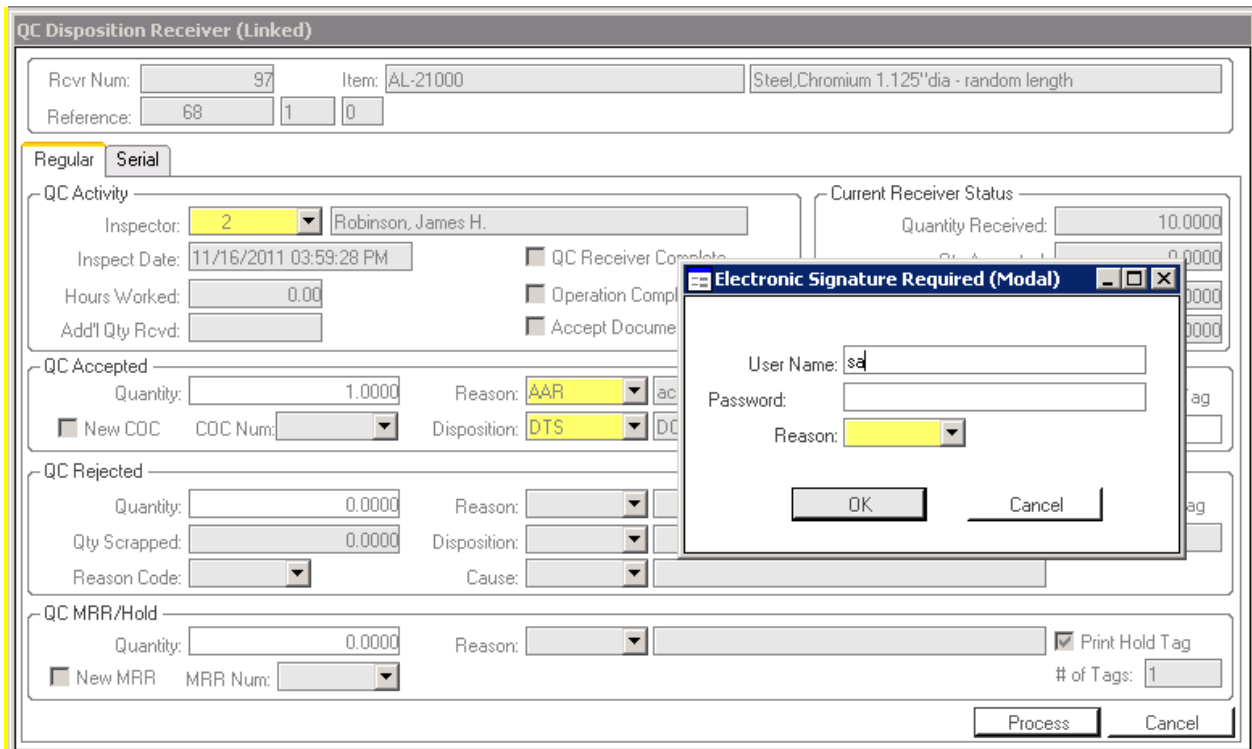 QC Disposition Receiver (Linked)
Rcvr Num: 97 Item: AL-21000 Steel,Chromium 1.125"dia - random length
Reference: 68 1 0
Regular Serial
QC Activity
Inspector: 2 Robinson, James H.
Inspect Date: 11/16/2011 03:59:28 PM QC Receiver Complete
Hours Worked: 0.00 Operation Compl
Add'l Qty Rcvd: Accept Docume
Current Receiver Status
Quantity Received: 10.0000
0.0000
0000
0000
QC Accepted
Quantity: 1.0000 Reason: AAR ac ag
New COC COC Num: Disposition: DTS DO
QC Rejected
Quantity: 0.0000 Reason: ag
Qty Scrapped: 0.0000 Disposition:
Reason Code: Cause:
QC MRR/Hold
Quantity: 0.0000 Reason: Print Hold Tag
New MRR MRR Num: # of Tags: 1
Process Cancel
Electronic Signature Required (Modal)
User Name: sa
Password:
Reason:
OK Cancel